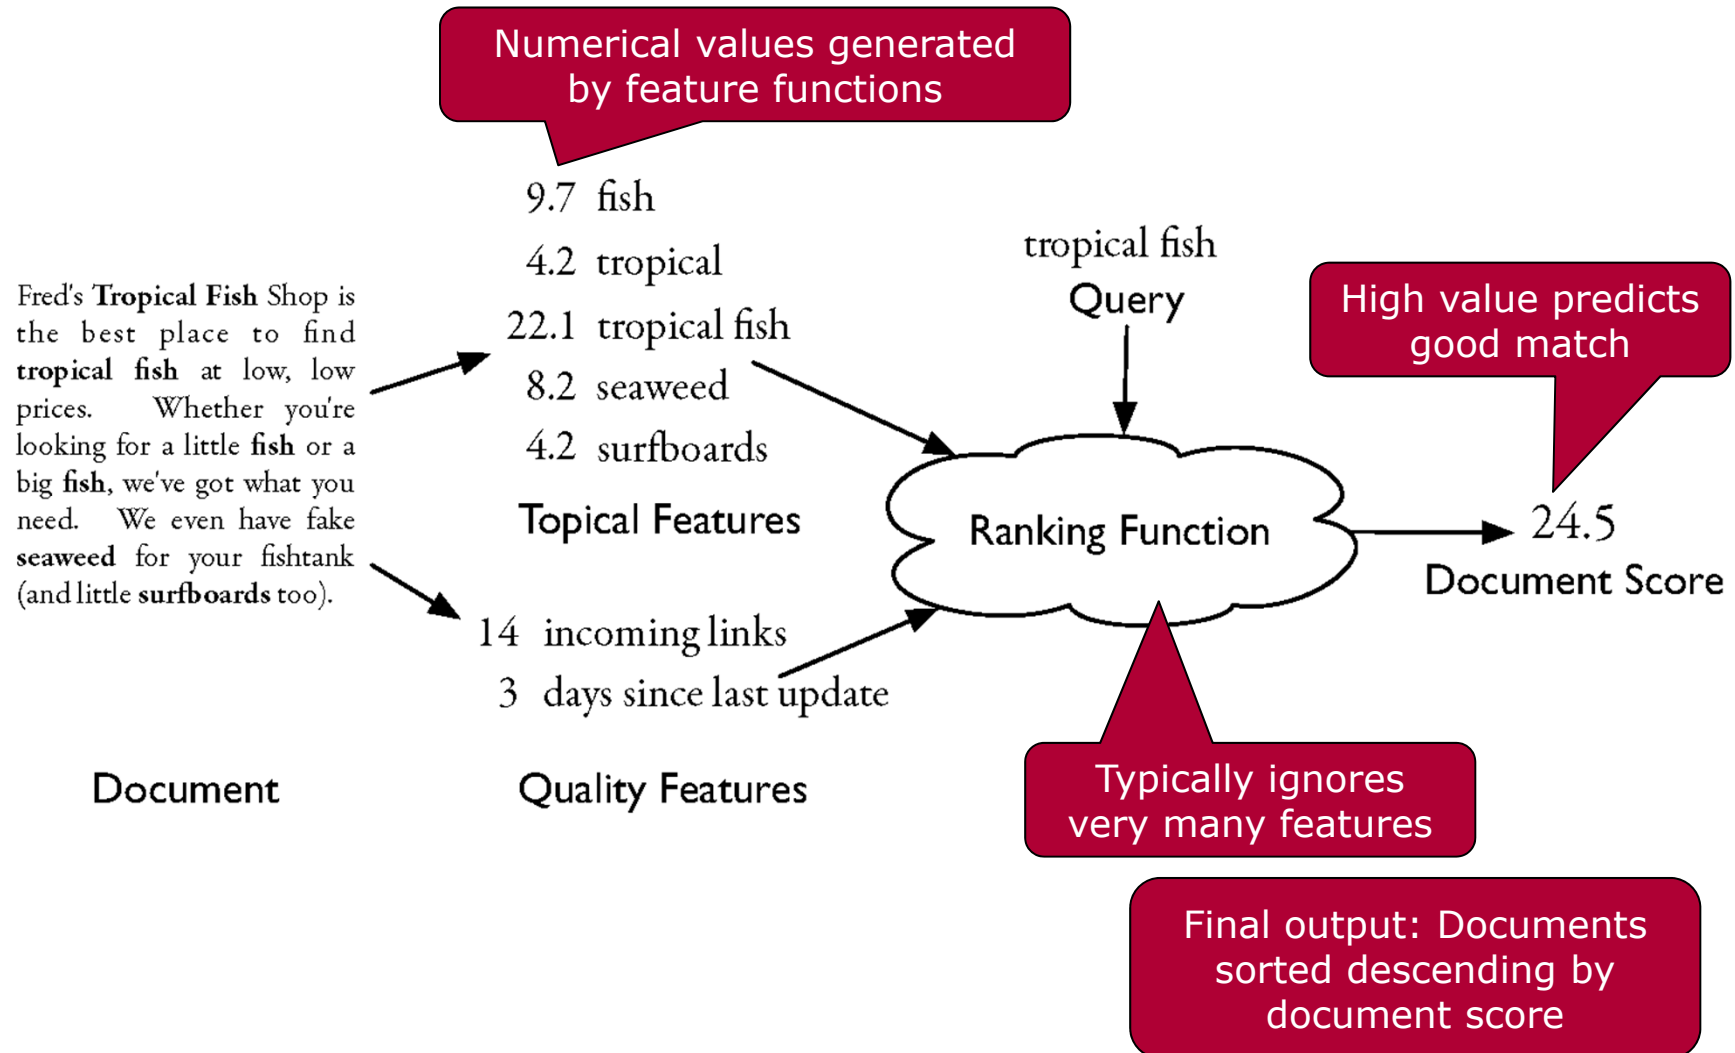 Numerical values generated
by feature functions
9.7 fish
4.2 tropical
22.1 tropical fish
8.2 seaweed
4.2 surfboards
Topical Features
Fred's Tropical Fish Shop is
the best place to find
tropical fish at low, low
prices. Whether you're
looking for a little fish or a
big fish, we've got what you
need. We even have fake
seaweed for your fishtank
(and little surfboards too).
14 incoming links
3 days since last update
Document
Quality Features
tropical fish
Query
Ranking Function
High value predicts
good match
24.5
Document Score
Typically ignores
very many features
Final output: Documents
sorted descending by
document score